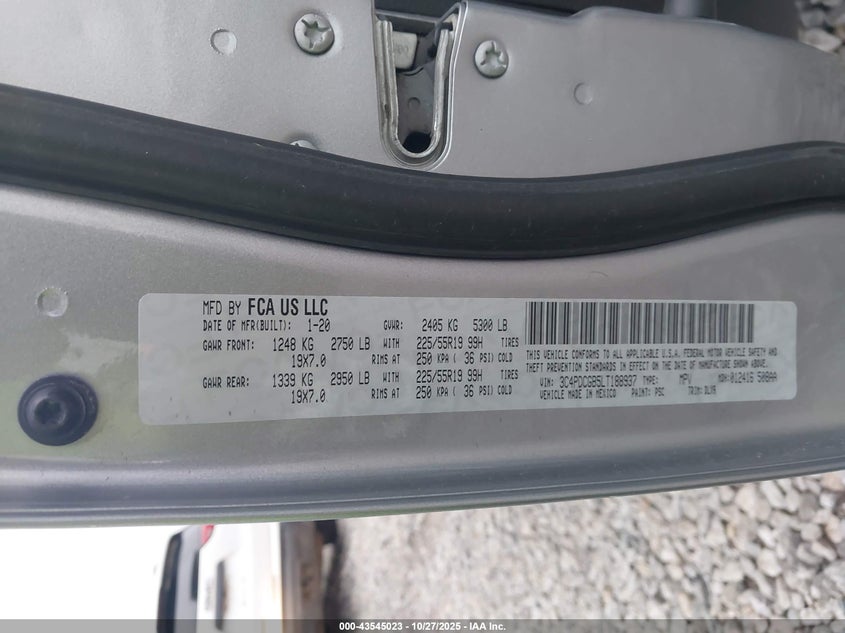 MFD BY FCA US LLC
DATE OF MFR(BUILT): 1-20 GVWR: 2405 KG 5300 LB
GAWR FRONT: 1248 KG 2750 LB WITH 225/55R19 99H TIRES
19X7.0 RIMS AT 250 KPA ( 36 PSI) COLD
GAWR REAR: 1339 KG 2950 LB WITH 225/55R19 99H TIRES
19X7.0 RIMS AT 250 KPA ( 36 PSI) COLD
THIS VEHICLE CONFORMS TO ALL APPLICABLE U.S.A. FEDERAL MOTOR VEHICLE SAFETY AND
THEFT PREVENTION STANDARDS IN EFFECT ON THE DATE OF MANUFACTURE SHOWN ABOVE.
VIN: 3C4PDCGB5LT188937 TYPE: MPV MDH: 012416 508AA
VEHICLE MADE IN MEXICO PAINT: PSC TRIM:
000-43545023 - 10/27/2025 - IAA Inc.